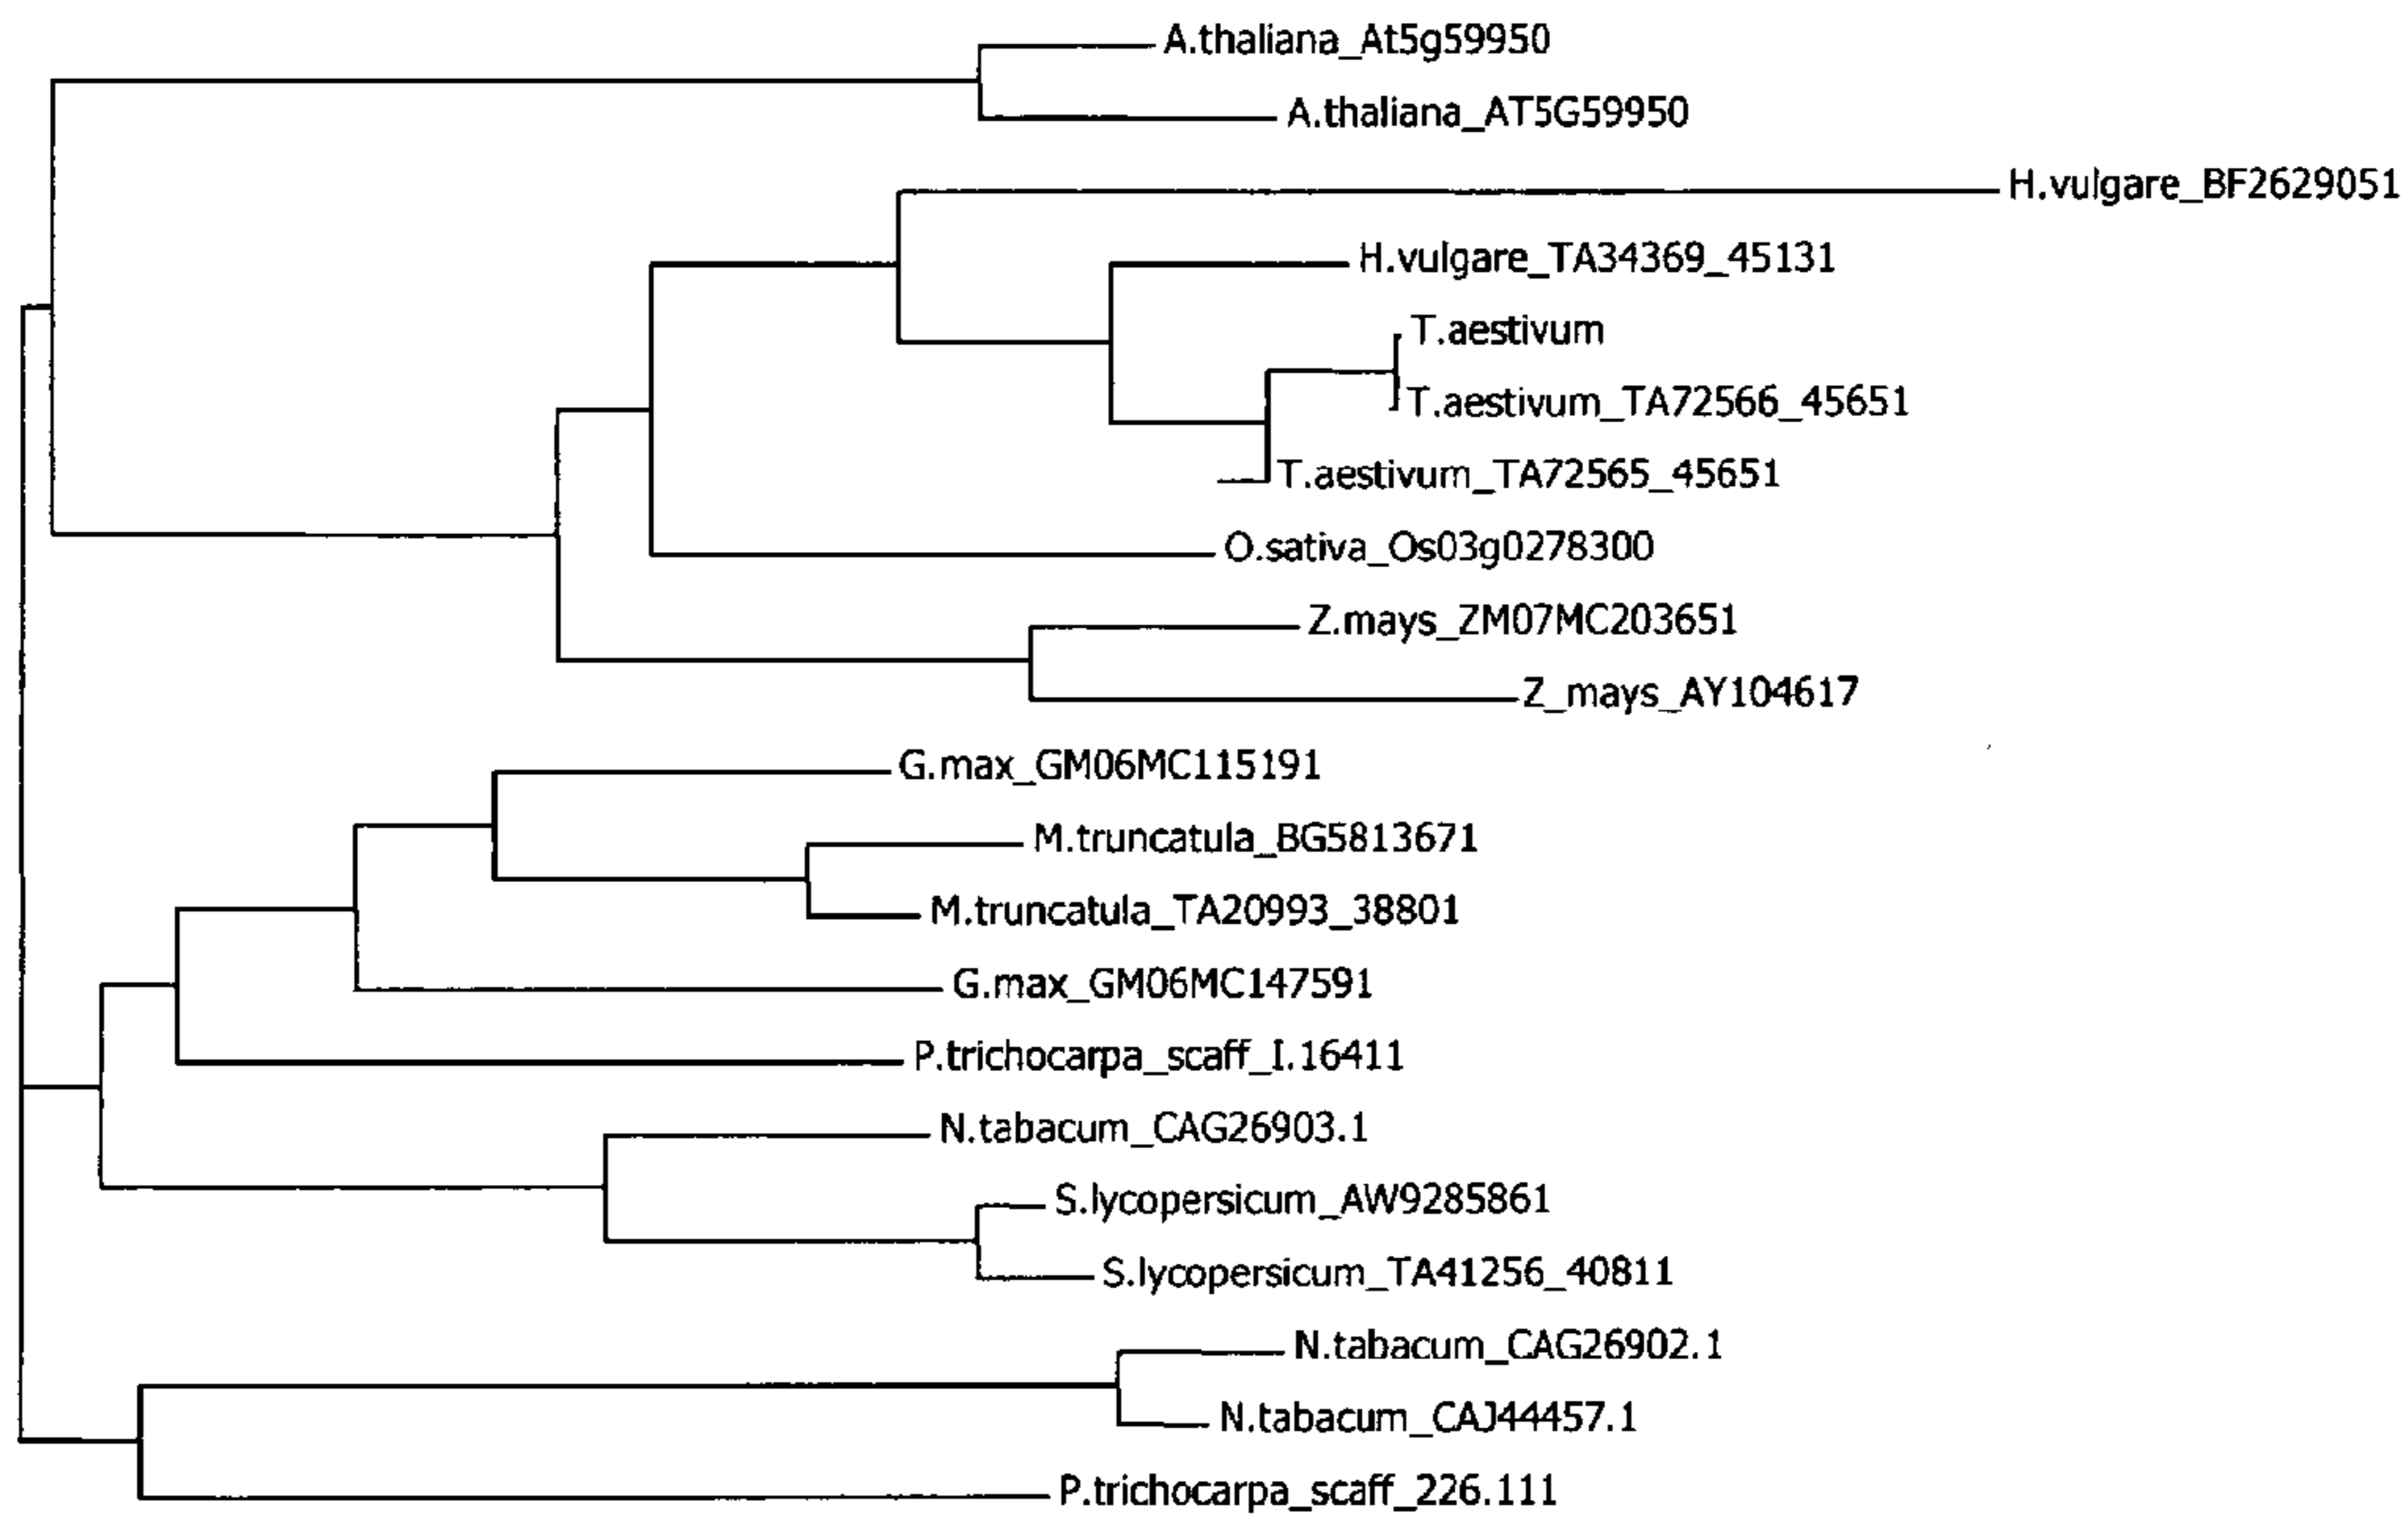 A.thaliana_At5g59950
A.thaliana_AT5G59950
H.vulgare_BF2629051
H.vulgare_TA34369_45131
T.aestivum
T.aestivum_TA72566_45651
T.aestivum_TA72565_45651
O.sativa_Os03g0278300
Z.mays_ZM07MC203651
Z_mays_AY104617
G.max_GM06MC115191
M.truncatula_BG5813671
M.truncatula_TA20993_38801
G.max_GM06MC147591
P.trichocarpa_scaff_I.16411
N.tabacum_CAG26903.1
S.lycopersicum_AW9285861
S.lycopersicum_TA41256_40811
N.tabacum_CAG26902.1
N.tabacum_CAJ44457.1
P.trichocarpa_scaff_226.111